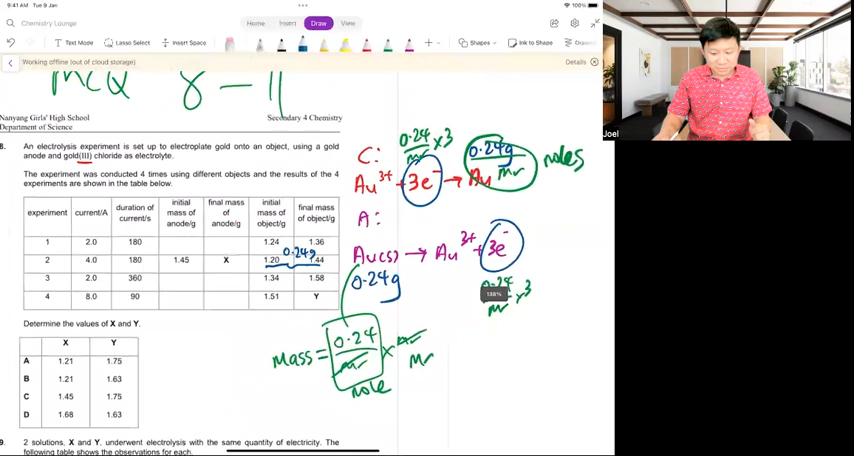 9:41 AM Tue 9 Jan
100%
Chemistry Lounge
Home Insert Draw View
Text Mode Lasso Select Insert Space Shapes Ink to Shape
Working offline (out of cloud storage)
Details
MCQ 8 – 11
Nanyang Girls' High School
Department of Science
Secondary 4 Chemistry
8. An electrolysis experiment is set up to electroplate gold onto an object, using a gold
anode and gold(III) chloride as electrolyte.
The experiment was conducted 4 times using different objects and the results of the 4
experiments are shown in the table below.
experiment current/A duration of current/s initial mass of anode/g final mass of anode/g initial mass of object/g final mass of object/g
1 2.0 180 1.24 1.36
0.24g
2 4.0 180 1.45 X 1.20 1.44
3 2.0 360 1.34 1.58
4 8.0 90 1.51 Y
Determine the values of X and Y.
X Y
A 1.21 1.75
B 1.21 1.63
C 1.45 1.75
D 1.68 1.63
9. 2 solutions, X and Y, underwent electrolysis with the same quantity of electricity. The
following table shows the observations for each.
C: 0.24/Mr x3
0.24g/Mr moles
Au3+ + 3e- → Au
A:
Au(s) → Au3+ + 3e-
0.24g
0.24/Mr x3
138%
Mass = 0.24/Mr x Mr
mole
Joel